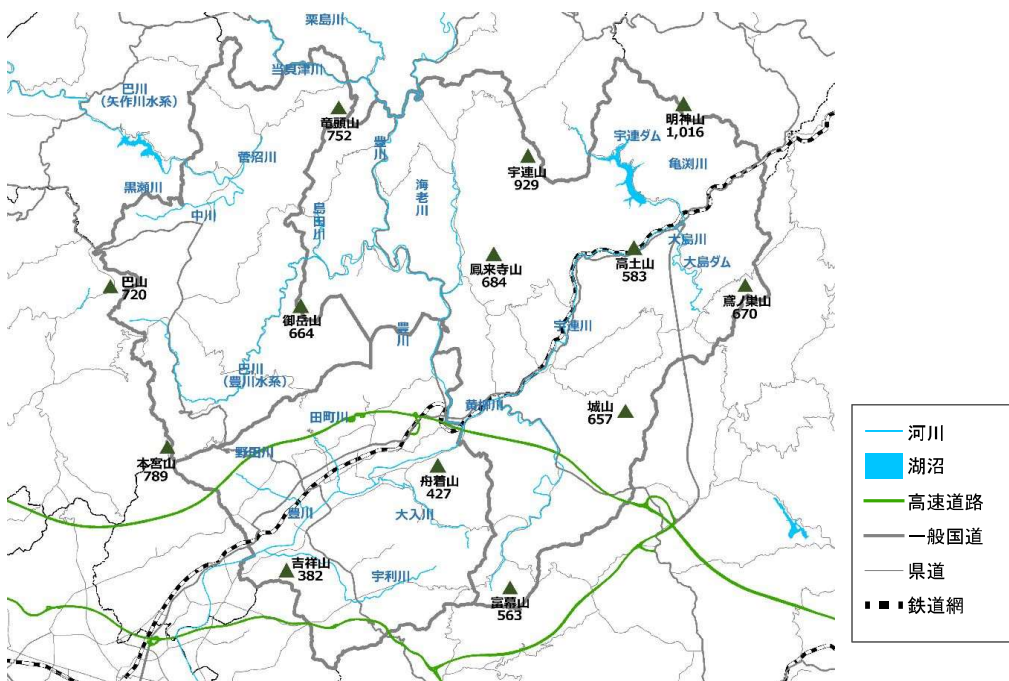 栗島川
当貝津川
巴川
(矢作川水系)
竜頭山
752
明神山
1,016
豊川
宇連ダム
菅沼川
宇連山
929
亀渕川
黒瀬川
海老川
中川
島田川
大島川
鳳来寺山
684
高土山
583
大島ダム
巴山
720
鳶ノ巣山
670
御岳山
664
宇連川
豊川
巴川
(豊川水系)
黄柳川
城山
657
田町川
野田川
本宮山
789
舟着山
427
豊川
大入川
吉祥山
382
宇利川
富幕山
563
河川
湖沼
高速道路
一般国道
県道
鉄道網